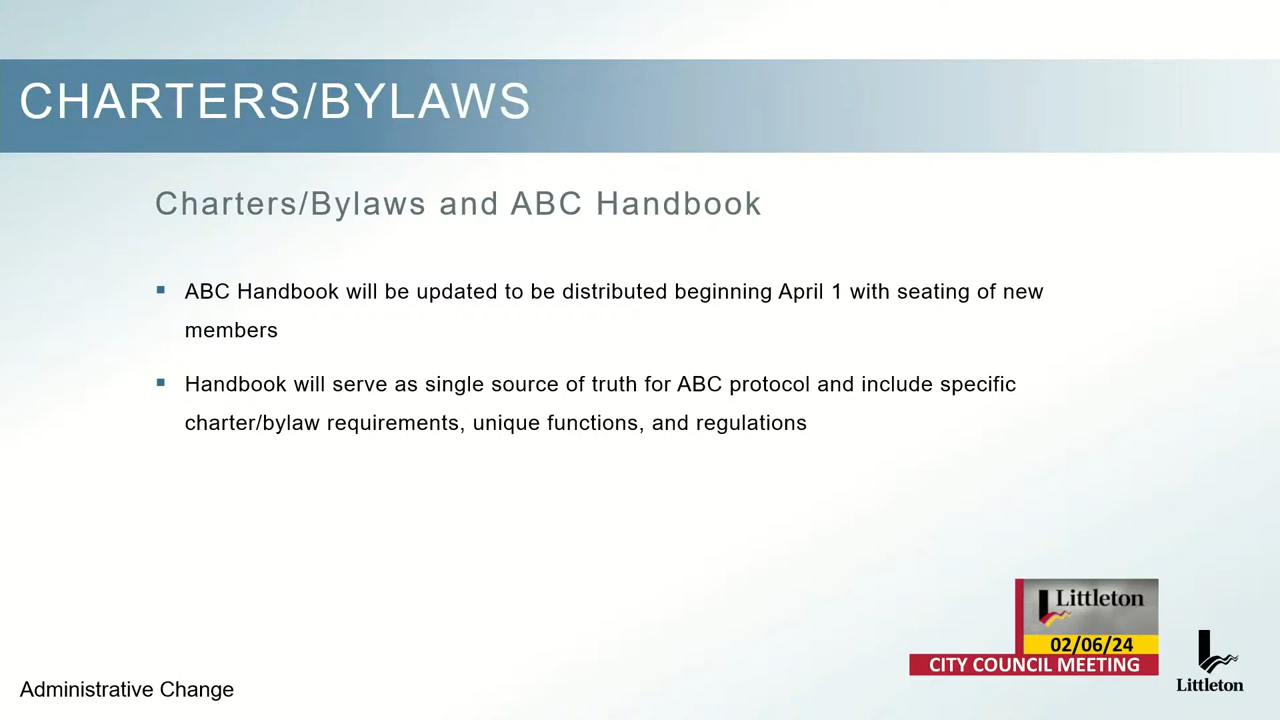 CHARTERS/BYLAWS
Charters/Bylaws and ABC Handbook
ABC Handbook will be updated to be distributed beginning April 1 with seating of new
members
Handbook will serve as single source of truth for ABC protocol and include specific
charter/bylaw requirements, unique functions, and regulations
Littleton
02/06/24
CITY COUNCIL MEETING
Littleton
Administrative Change